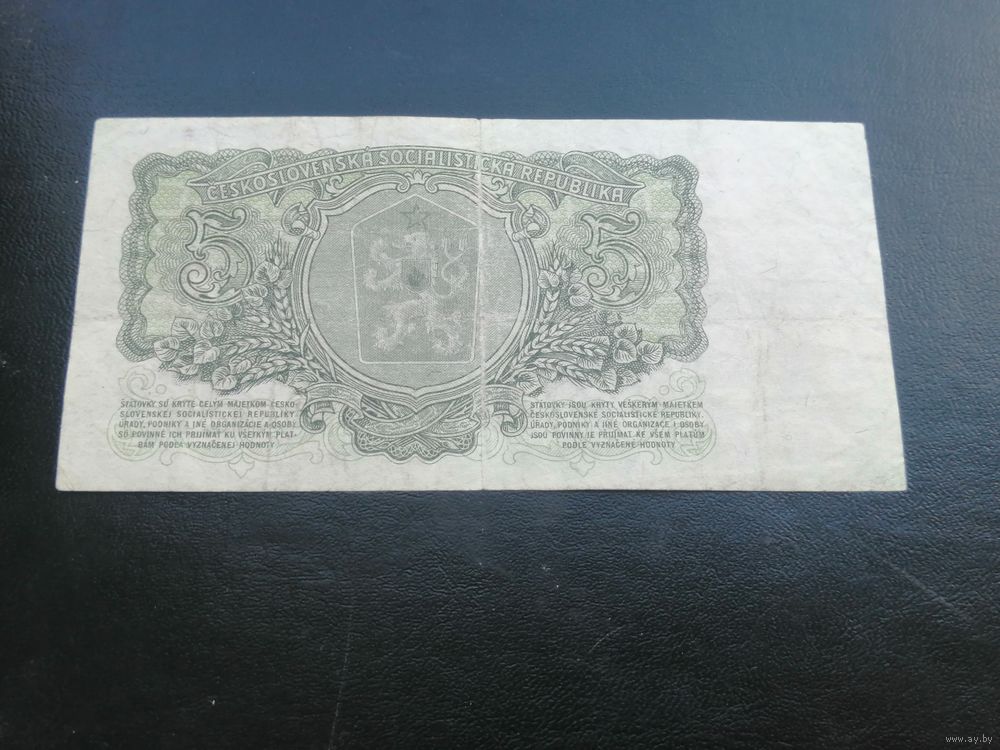 ČESKOSLOVENSKÁ SOCIALISTICKÁ REPUBLIKA
5 5
ŠTÁTOVKY SÚ KRYTÉ CELÝM MAJETKOM ČESKO-
SLOVENSKEJ SOCIALISTICKEJ REPUBLIKY.
ÚRADY, PODNIKY A INÉ ORGANIZÁCIE A OSOBY
SÚ POVINNÉ ICH PRIJÍMAŤ KU VŠETKÝM PLAT-
BÁM PODĽA VYZNAČENEJ HODNOTY
STÁTOVKY JSOU KRYTY VEŠKERÝM MAJETKEM
ČESKOSLOVENSKÉ SOCIALISTICKÉ REPUBLIKY.
ÚŘADY, PODNIKY A JINÉ ORGANIZACE I OSOBY
JSOU POVINNY JE PŘIJÍMAT KE VŠEM PLATŮM
PODLE VYZNAČENÉ HODNOTY
www.ay.by